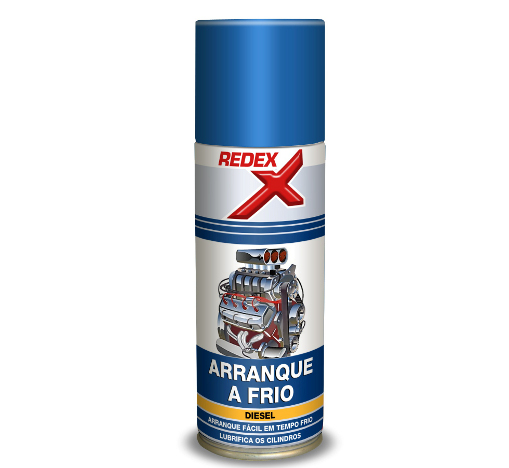 REDEX
X
ARRANQUE
A FRIO
DIESEL
ARRANQUE FÁCIL EM TEMPO FRIO
LUBRIFICA OS CILINDROS